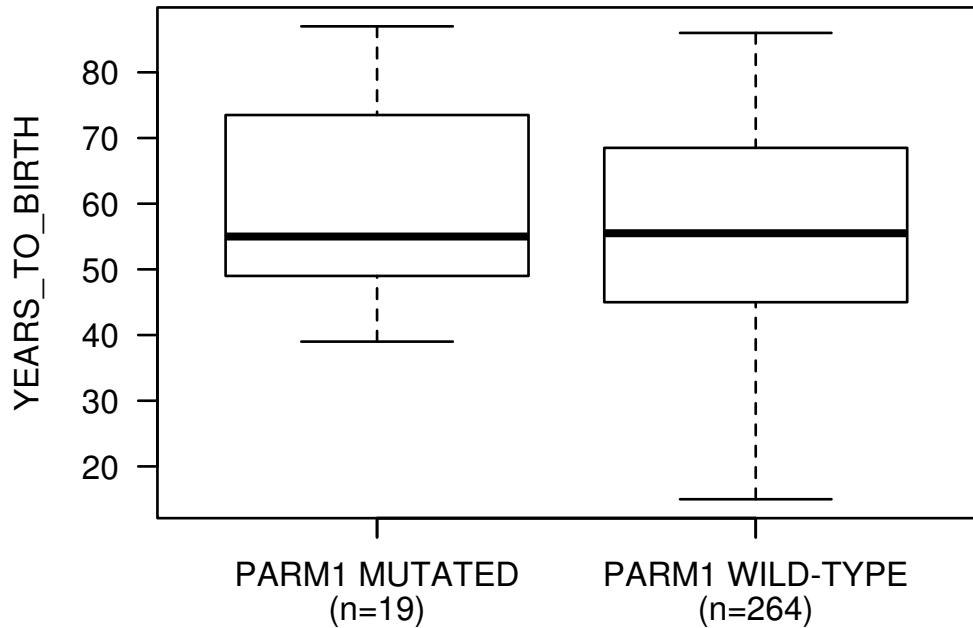 YEARS_TO_BIRTH
80
70
60
50
40
30
20
PARM1 MUTATED
(n=19)
PARM1 WILD-TYPE
(n=264)